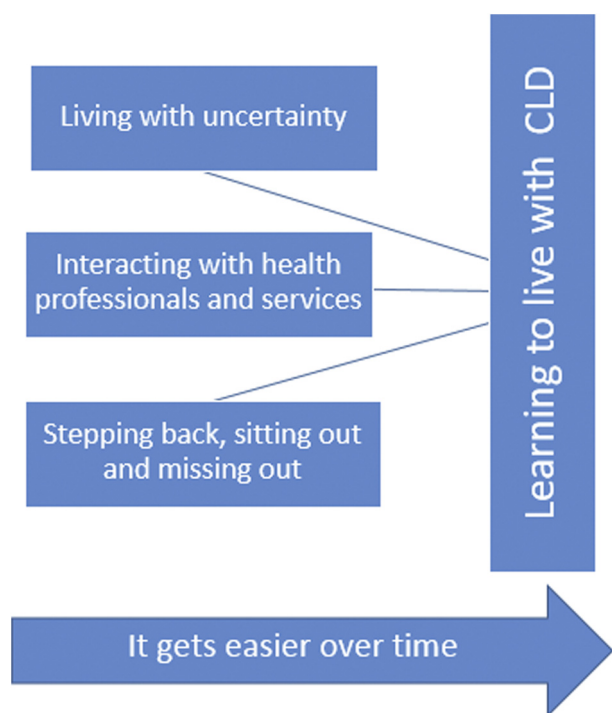 Living with uncertainty
Interacting with health
professionals and services
Stepping back, sitting out
and missing out
Learning to live with CLD
It gets easier over time